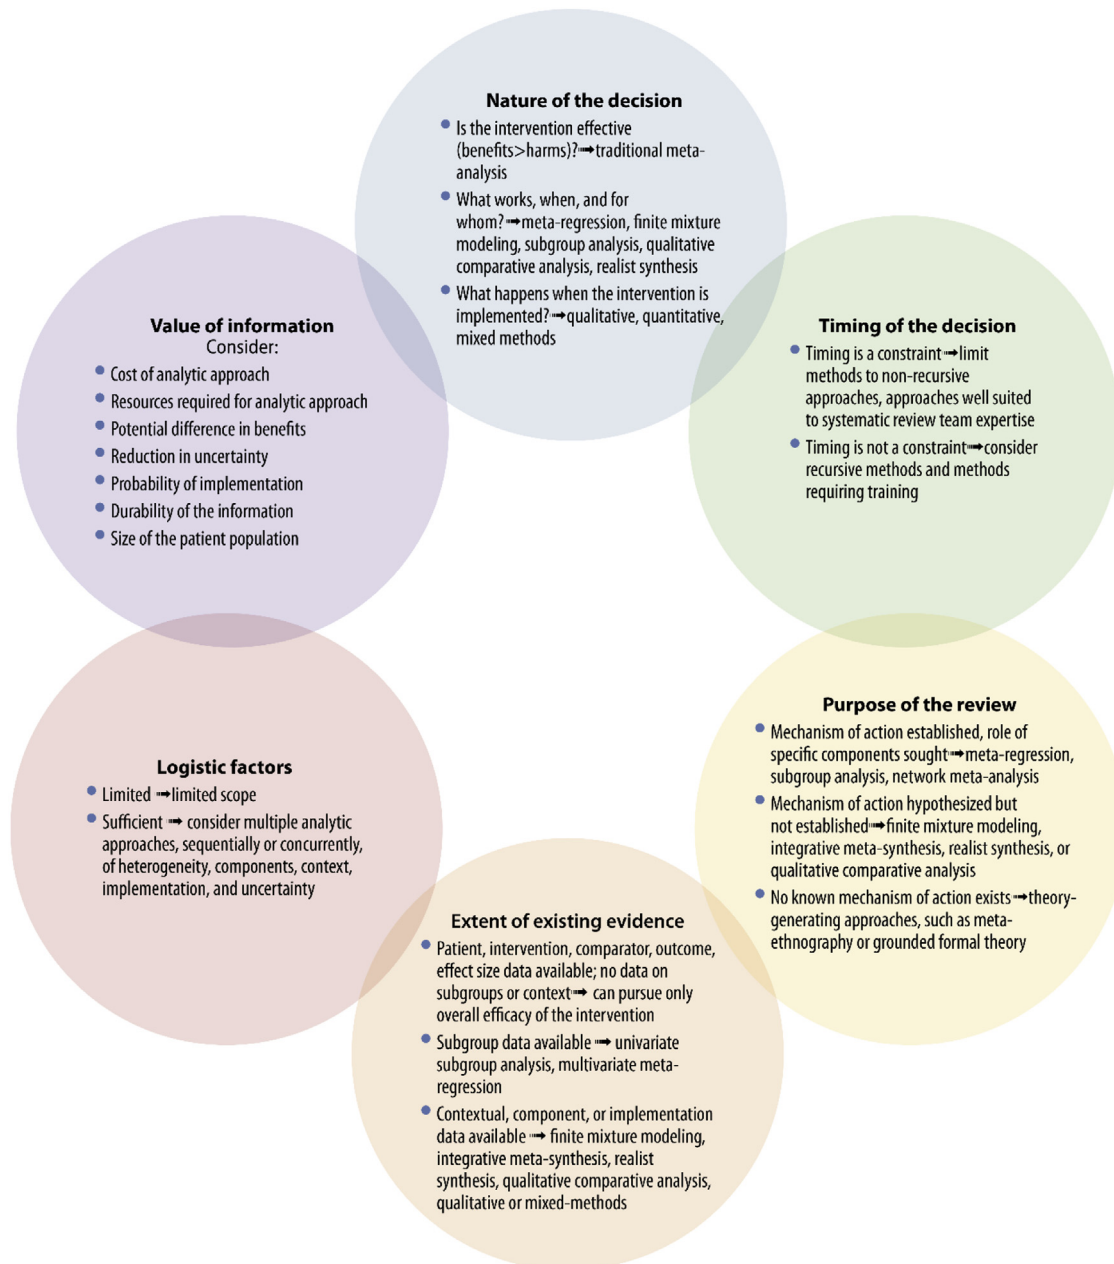 Nature of the decision
• Is the intervention effective
(benefits>harms)?➟traditional meta-
analysis
• What works, when, and for
whom?➟meta-regression, finite mixture
modeling, subgroup analysis, qualitative
comparative analysis, realist synthesis
• What happens when the intervention is
implemented?➟qualitative, quantitative,
mixed methods
Timing of the decision
• Timing is a constraint➟limit
methods to non-recursive
approaches, approaches well suited
to systematic review team expertise
• Timing is not a constraint➟consider
recursive methods and methods
requiring training
Purpose of the review
• Mechanism of action established, role of
specific components sought➟meta-regression,
subgroup analysis, network meta-analysis
• Mechanism of action hypothesized but
not established➟finite mixture modeling,
integrative meta-synthesis, realist synthesis, or
qualitative comparative analysis
• No known mechanism of action exists➟theory-
generating approaches, such as meta-
ethnography or grounded formal theory
Extent of existing evidence
• Patient, intervention, comparator, outcome,
effect size data available; no data on
subgroups or context➟ can pursue only
overall efficacy of the intervention
• Subgroup data available ➟ univariate
subgroup analysis, multivariate meta-
regression
• Contextual, component, or implementation
data available ➟ finite mixture modeling,
integrative meta-synthesis, realist
synthesis, qualitative comparative analysis,
qualitative or mixed-methods
Logistic factors
• Limited ➟limited scope
• Sufficient ➟ consider multiple analytic
approaches, sequentially or concurrently,
of heterogeneity, components, context,
implementation, and uncertainty
Value of information
Consider:
• Cost of analytic approach
• Resources required for analytic approach
• Potential difference in benefits
• Reduction in uncertainty
• Probability of implementation
• Durability of the information
• Size of the patient population